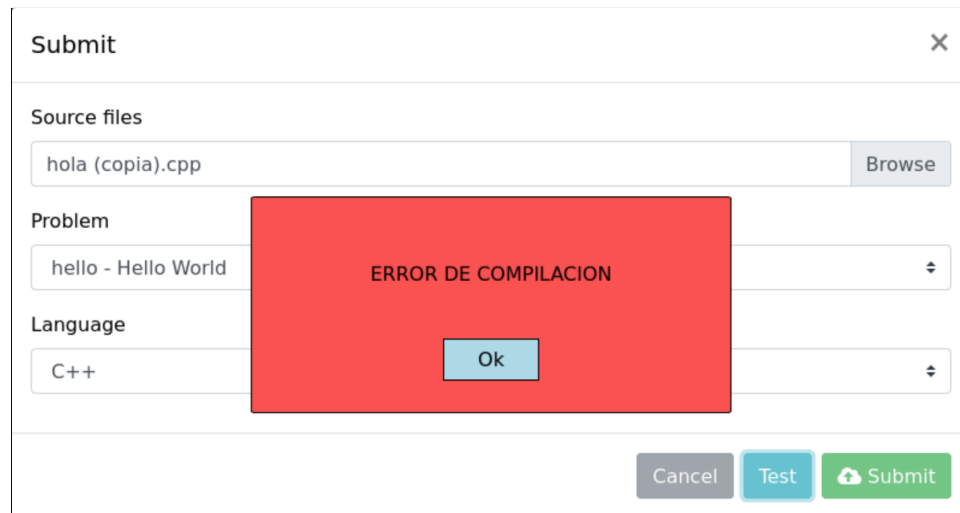 Submit ×
Source files
hola (copia).cpp Browse
Problem
hello - Hello World
ERROR DE COMPILACION
Language
Ok
C++
Cancel Test Submit